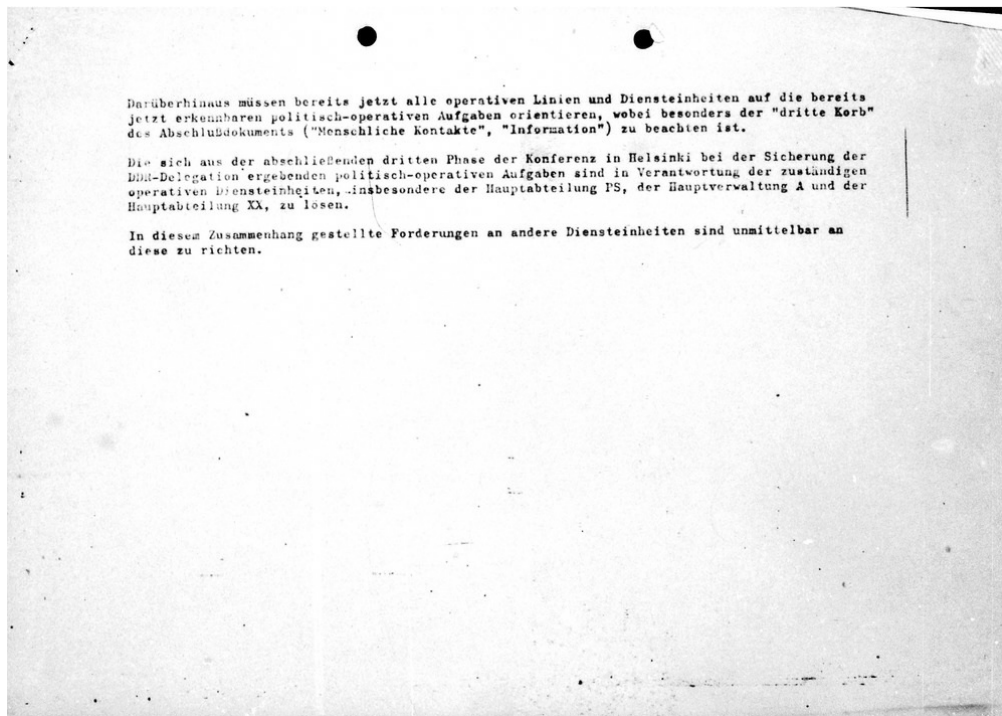 Darüberhinaus müssen bereits jetzt alle operativen Linien und Diensteinheiten auf die bereits
jetzt erkennbaren politisch-operativen Aufgaben orientieren, wobei besonders der "dritte Korb"
des Abschlußdokuments ("Menschliche Kontakte", "Information") zu beachten ist.
Die sich aus der abschließenden dritten Phase der Konferenz in Helsinki bei der Sicherung der
DDR-Delegation ergebenden politisch-operativen Aufgaben sind in Verantwortung der zuständigen
operativen Diensteinheiten, insbesondere der Hauptabteilung PS, der Hauptverwaltung A und der
Hauptabteilung XX, zu lösen.
In diesem Zusammenhang gestellte Forderungen an andere Diensteinheiten sind unmittelbar an
diese zu richten.